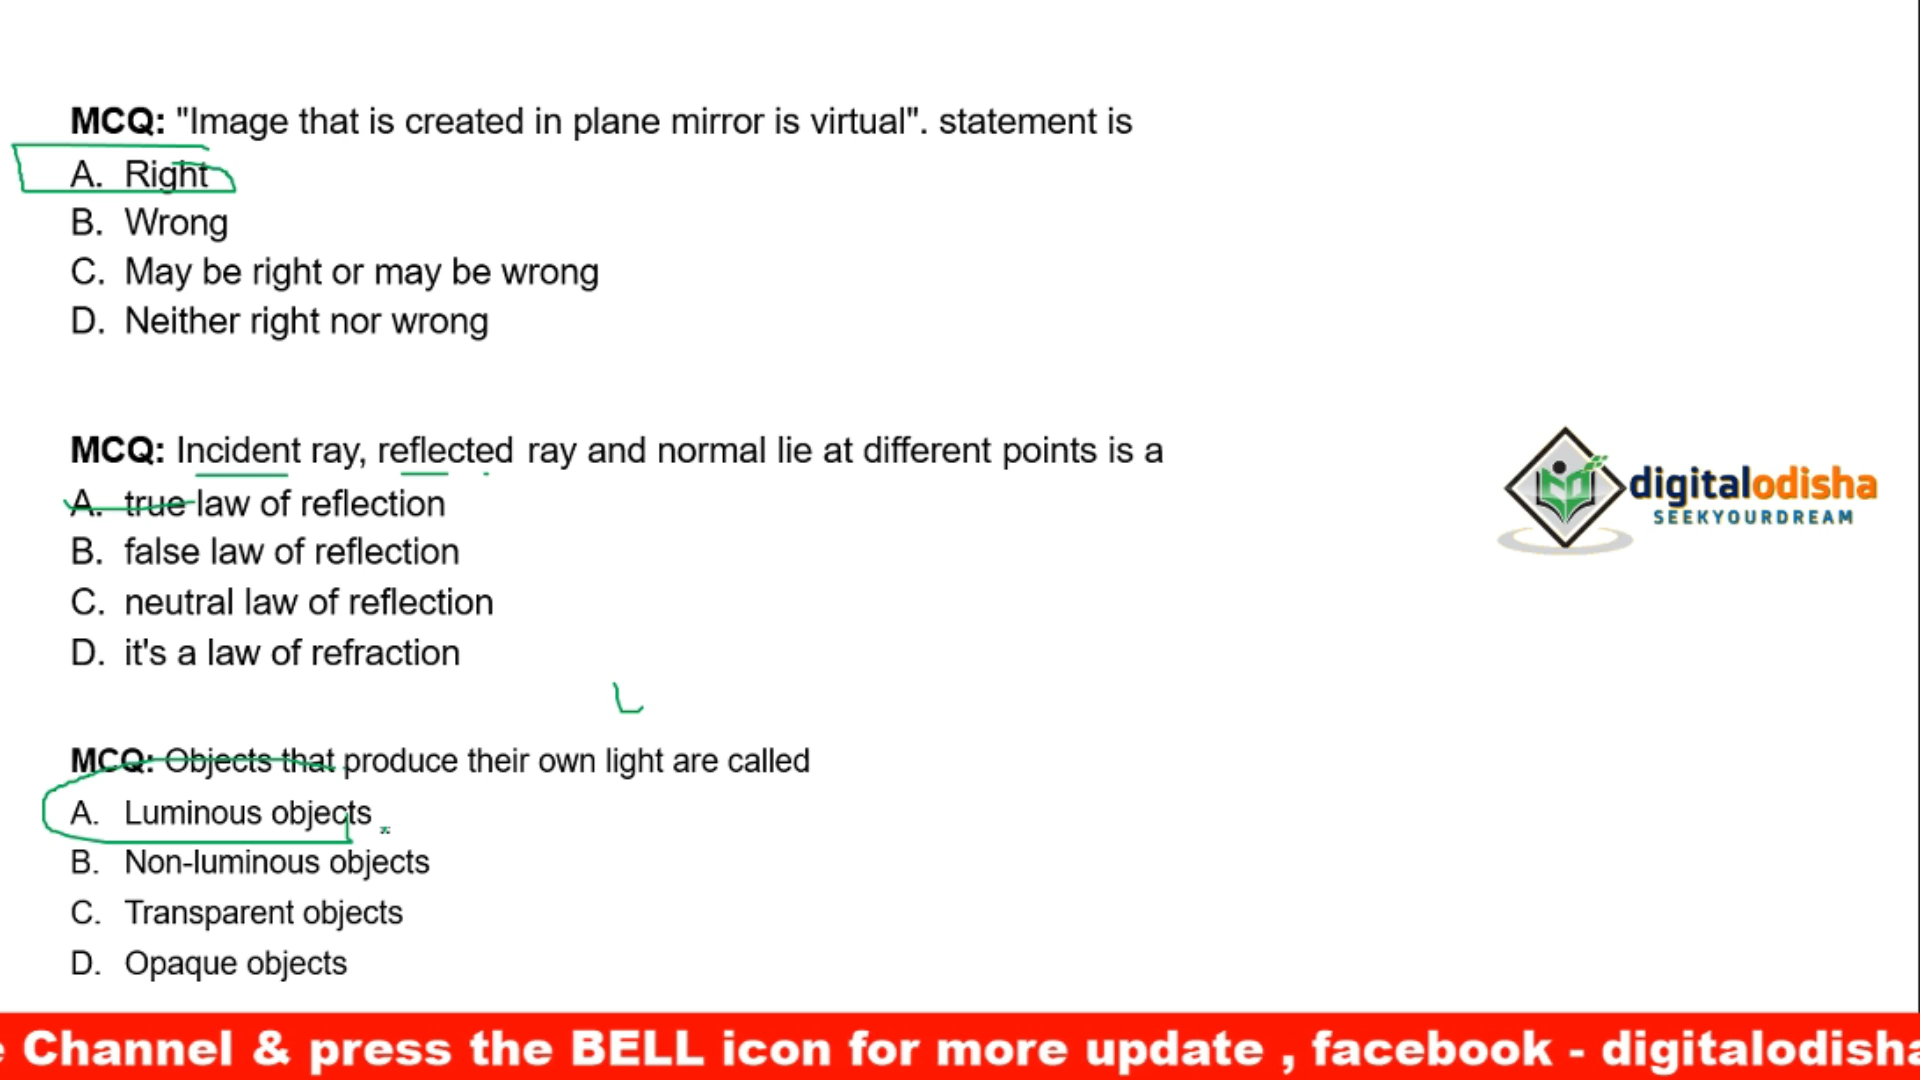 MCQ: "Image that is created in plane mirror is virtual". statement is
A. Right
B. Wrong
C. May be right or may be wrong
D. Neither right nor wrong
MCQ: Incident ray, reflected ray and normal lie at different points is a
A. true law of reflection
B. false law of reflection
C. neutral law of reflection
D. it's a law of refraction
digitalodisha
SEEKYOURDREAM
MCQ: Objects that produce their own light are called
A. Luminous objects
B. Non-luminous objects
C. Transparent objects
D. Opaque objects
e Channel & press the BELL icon for more update , facebook - digitalodisha